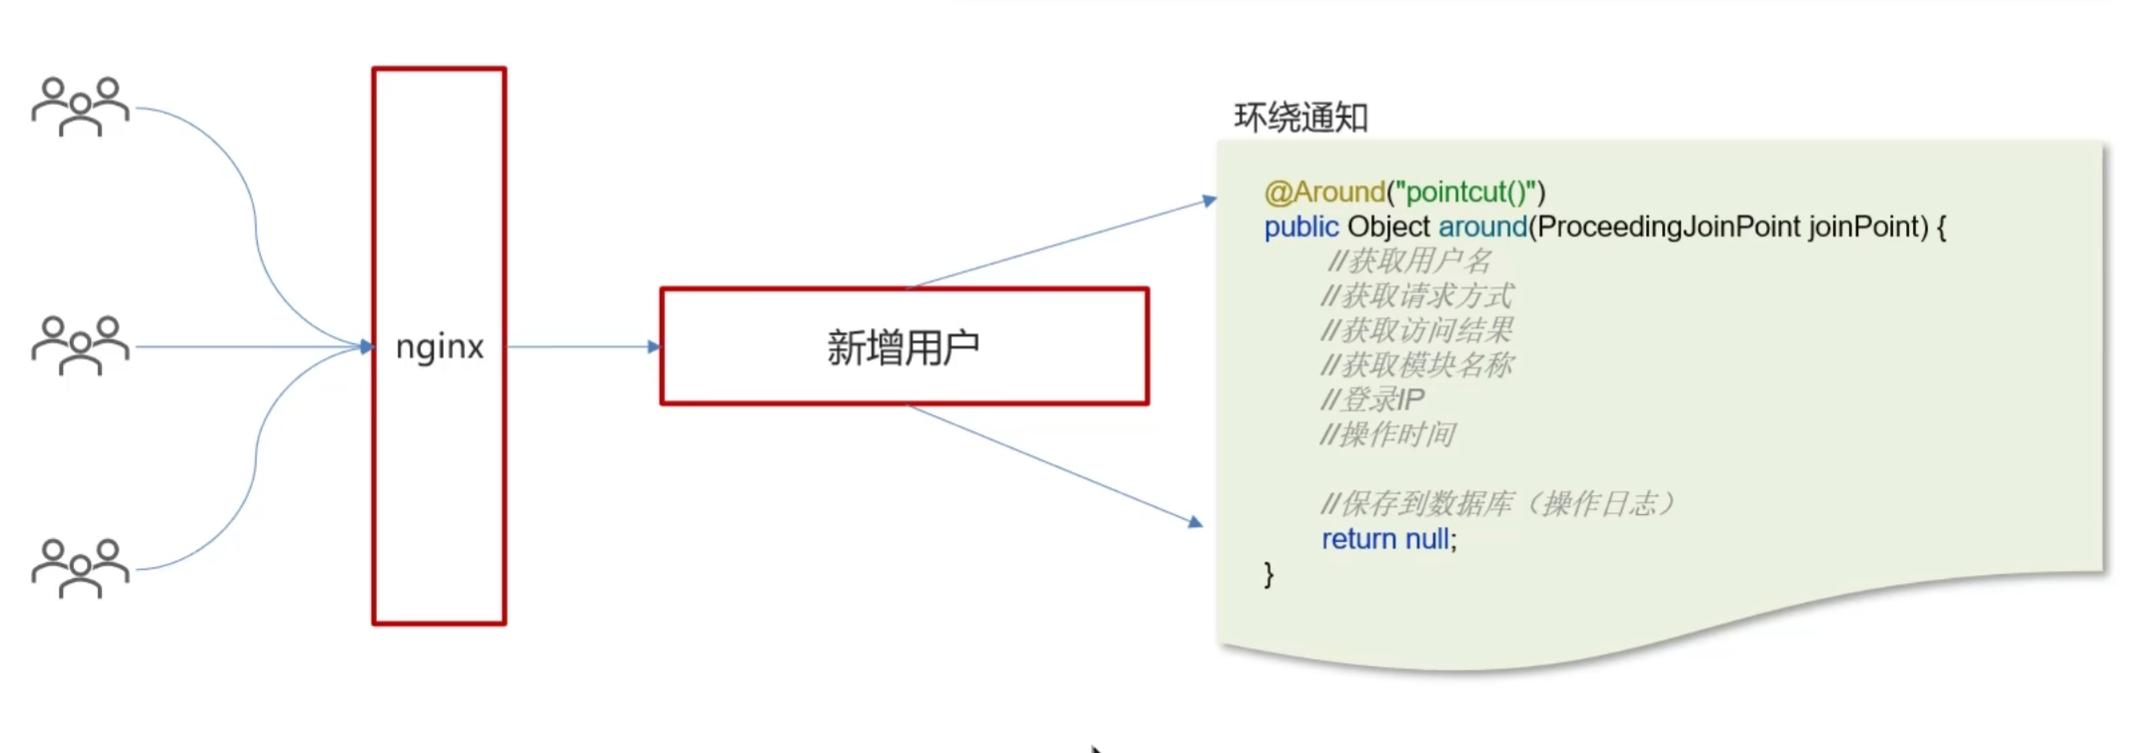 nginx
新增用户
环绕通知
@Around("pointcut()")
public Object around(ProceedingJoinPoint joinPoint) {
//获取用户名
//获取请求方式
//获取访问结果
//获取模块名称
//登录IP
//操作时间
//保存到数据库（操作日志）
return null;
}